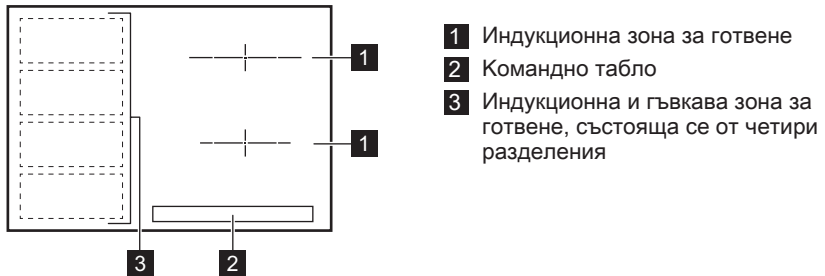 1
1
3
2
1 Индукционна зона за готвене
2 Командно табло
3 Индукционна и гъвкава зона за
готвене, състояща се от четири
разделения